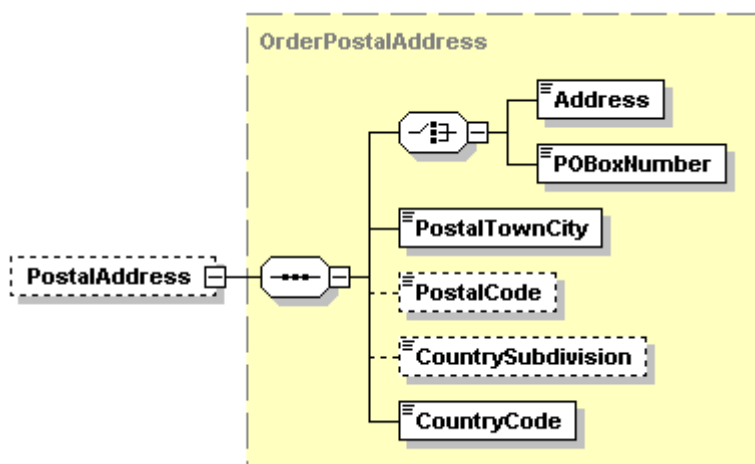 OrderPostalAddress
Address
POBoxNumber
PostalTownCity
PostalAddress
PostalCode
CountrySubdivision
CountryCode